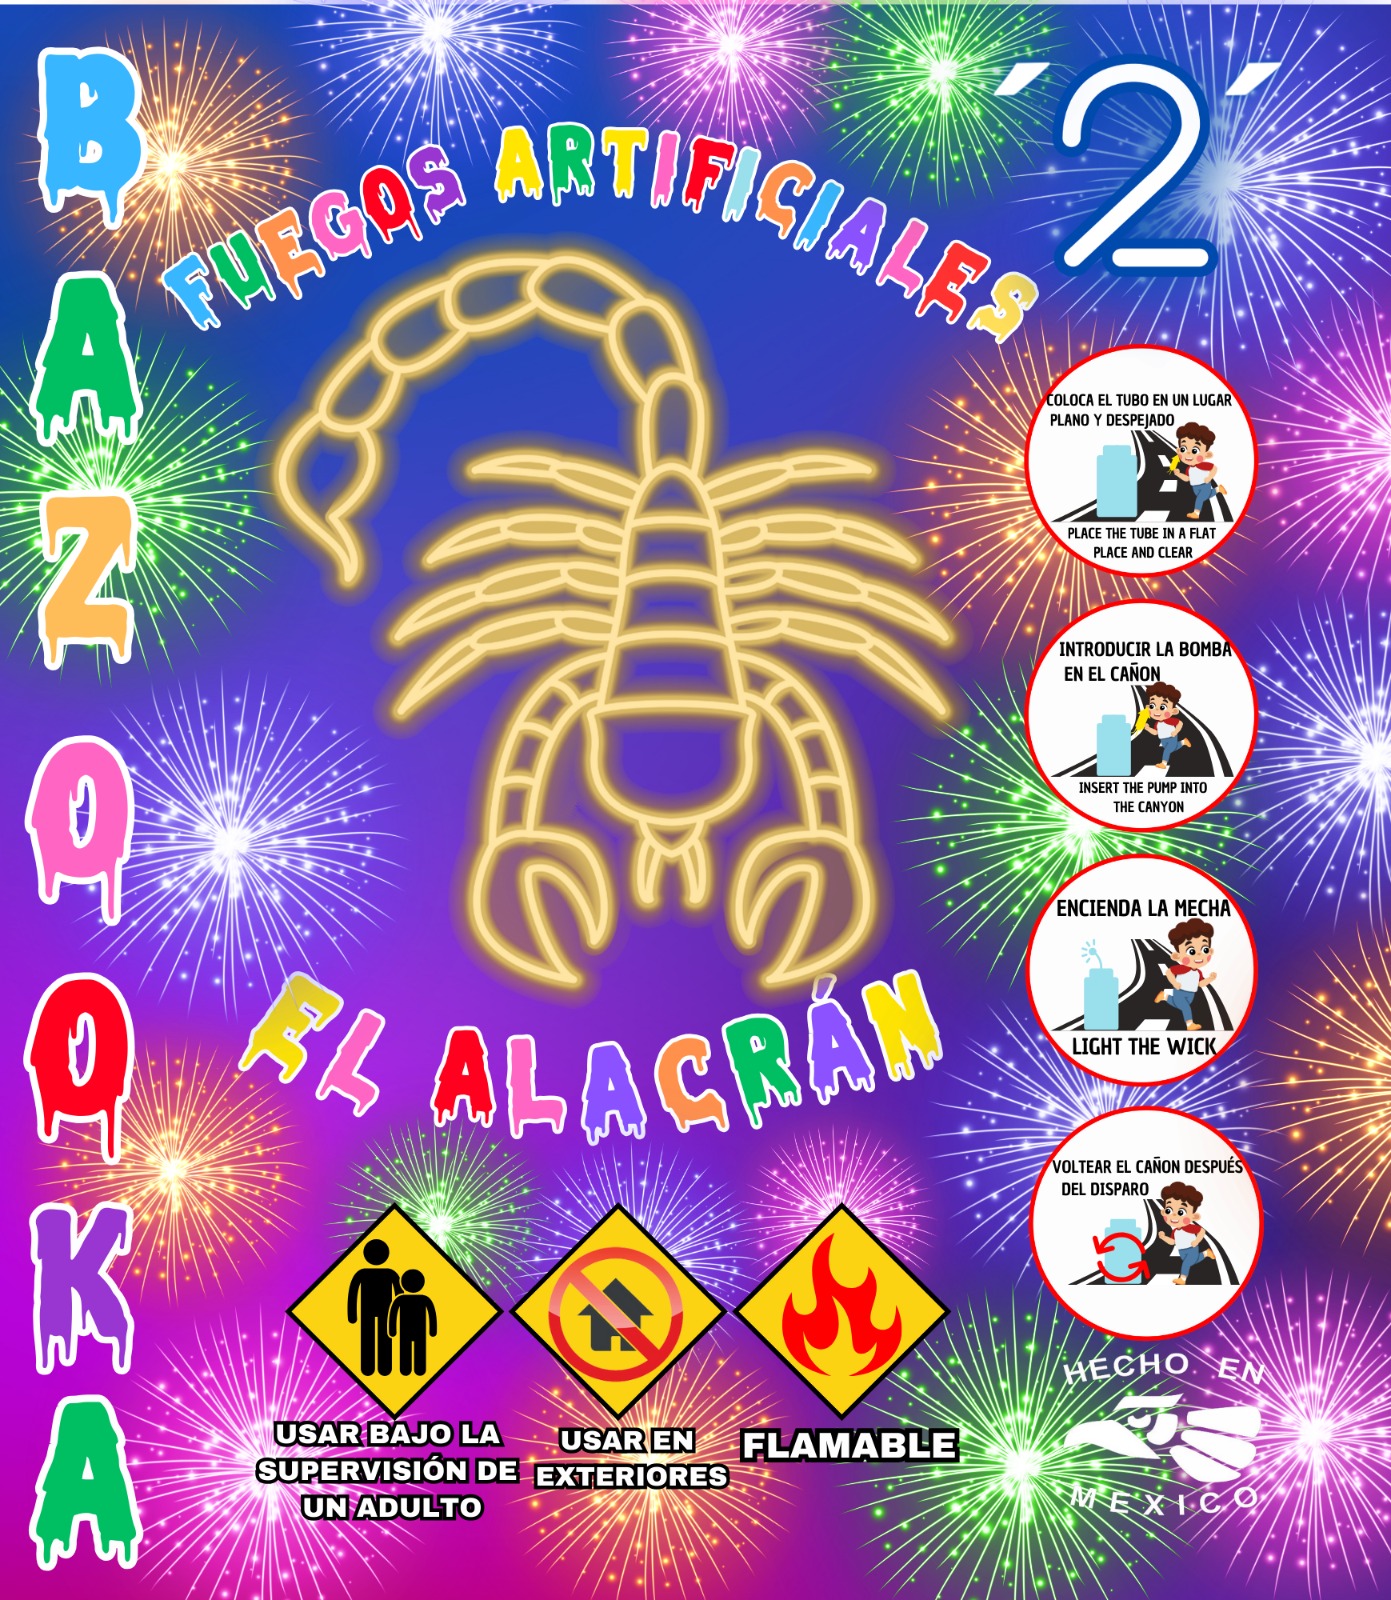 BAZOOKA
FUEGOS ARTIFICIALES
´2´
EL ALACRÁN
COLOCA EL TUBO EN UN LUGAR
PLANO Y DESPEJADO
PLACE THE TUBE IN A FLAT
PLACE AND CLEAR
INTRODUCIR LA BOMBA
EN EL CAÑON
INSERT THE PUMP INTO
THE CANYON
ENCIENDA LA MECHA
LIGHT THE WICK
VOLTEAR EL CAÑON DESPUÉS
DEL DISPARO
USAR BAJO LA
SUPERVISIÓN DE
UN ADULTO
USAR EN
EXTERIORES
FLAMABLE
HECHO EN
MEXICO